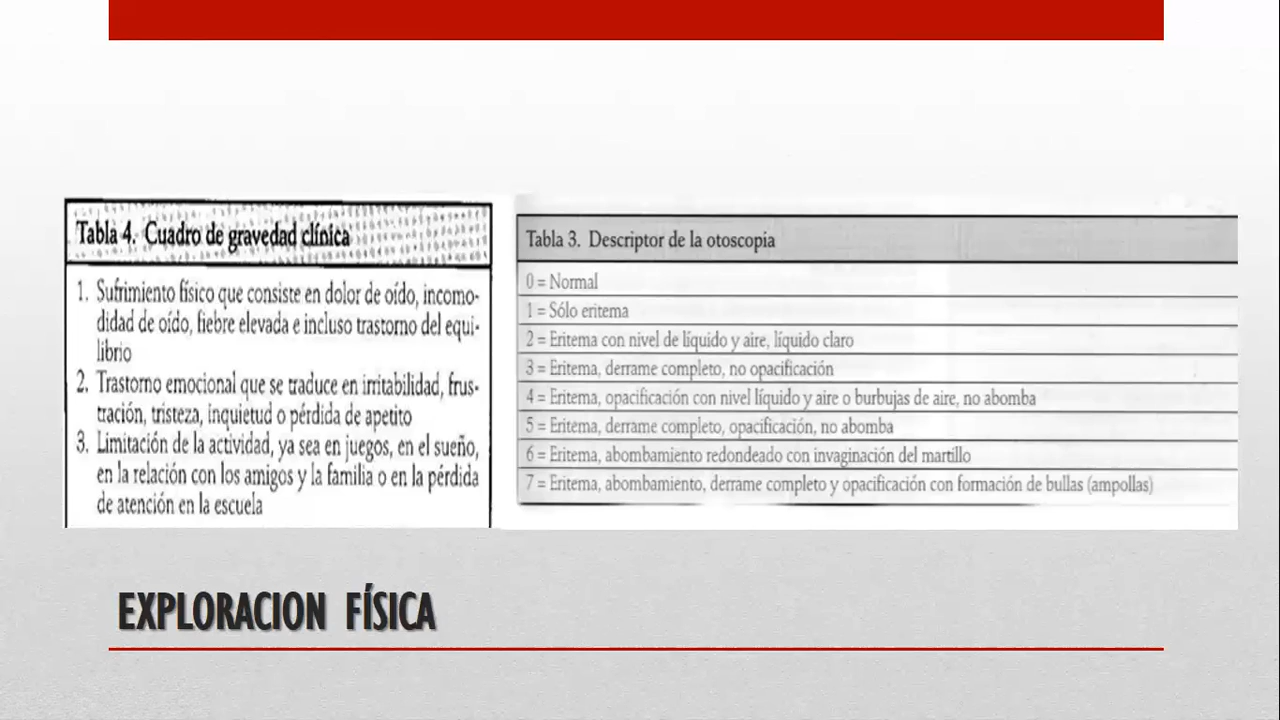 Tabla 4. Cuadro de gravedad clínica
1. Sufrimiento físico que consiste en dolor de oído, incomo-
didad de oído, fiebre elevada e incluso trastorno del equi-
librio
2. Trastorno emocional que se traduce en irritabilidad, frus-
tración, tristeza, inquietud o pérdida de apetito
3. Limitación de la actividad, ya sea en juegos, en el sueño,
en la relación con los amigos y la familia o en la pérdida
de atención en la escuela
Tabla 3. Descriptor de la otoscopia
0 = Normal
1 = Sólo eritema
2 = Eritema con nivel de líquido y aire, líquido claro
3 = Eritema, derrame completo, no opacificación
4 = Eritema, opacificación con nivel líquido y aire o burbujas de aire, no abomba
5 = Eritema, derrame completo, opacificación, no abomba
6 = Eritema, abombamiento redondeado con invaginación del martillo
7 = Eritema, abombamiento, derrame completo y opacificación con formación de bullas (ampollas)
EXPLORACION FÍSICA